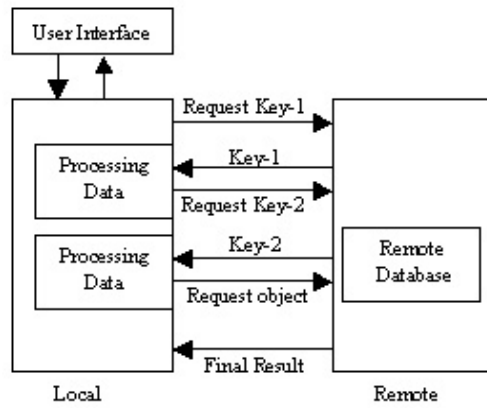 User Interface
Request Key-1
Key-1
Processing
Data
Request Key-2
Key-2
Processing
Data
Remote
Database
Request object
Final Result
Local
Remote